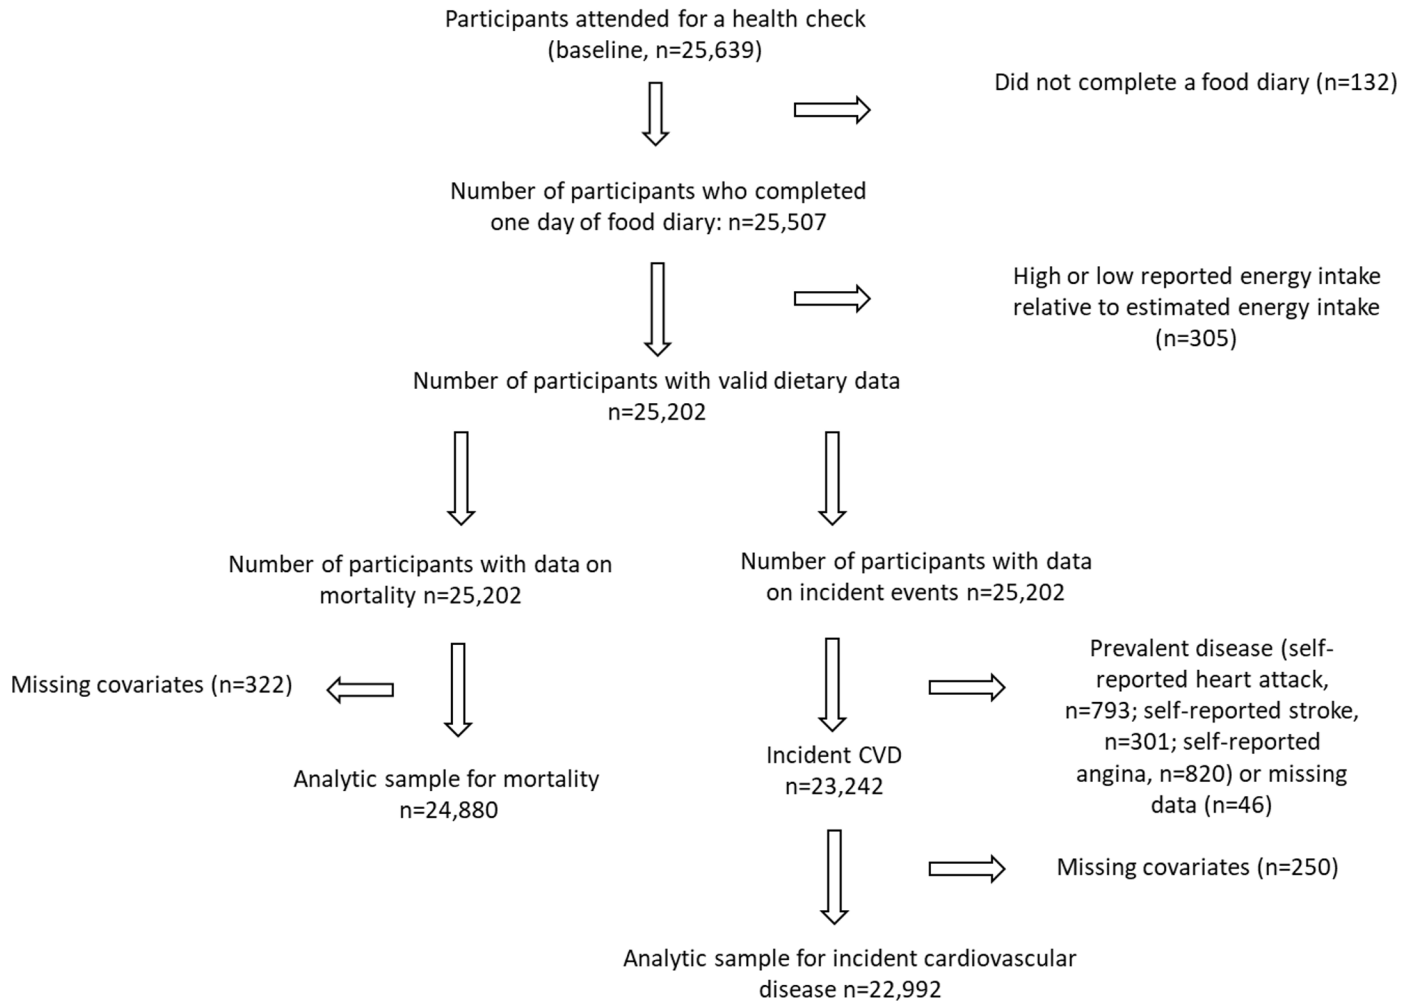 Participants attended for a health check
(baseline, n=25,639)
Did not complete a food diary (n=132)
Number of participants who completed
one day of food diary: n=25,507
High or low reported energy intake
relative to estimated energy intake
(n=305)
Number of participants with valid dietary data
n=25,202
Number of participants with data on
mortality n=25,202
Number of participants with data
on incident events n=25,202
Missing covariates (n=322)
Prevalent disease (self-
reported heart attack,
n=793; self-reported stroke,
n=301; self-reported
angina, n=820) or missing
data (n=46)
Analytic sample for mortality
n=24,880
Incident CVD
n=23,242
Missing covariates (n=250)
Analytic sample for incident cardiovascular
disease n=22,992